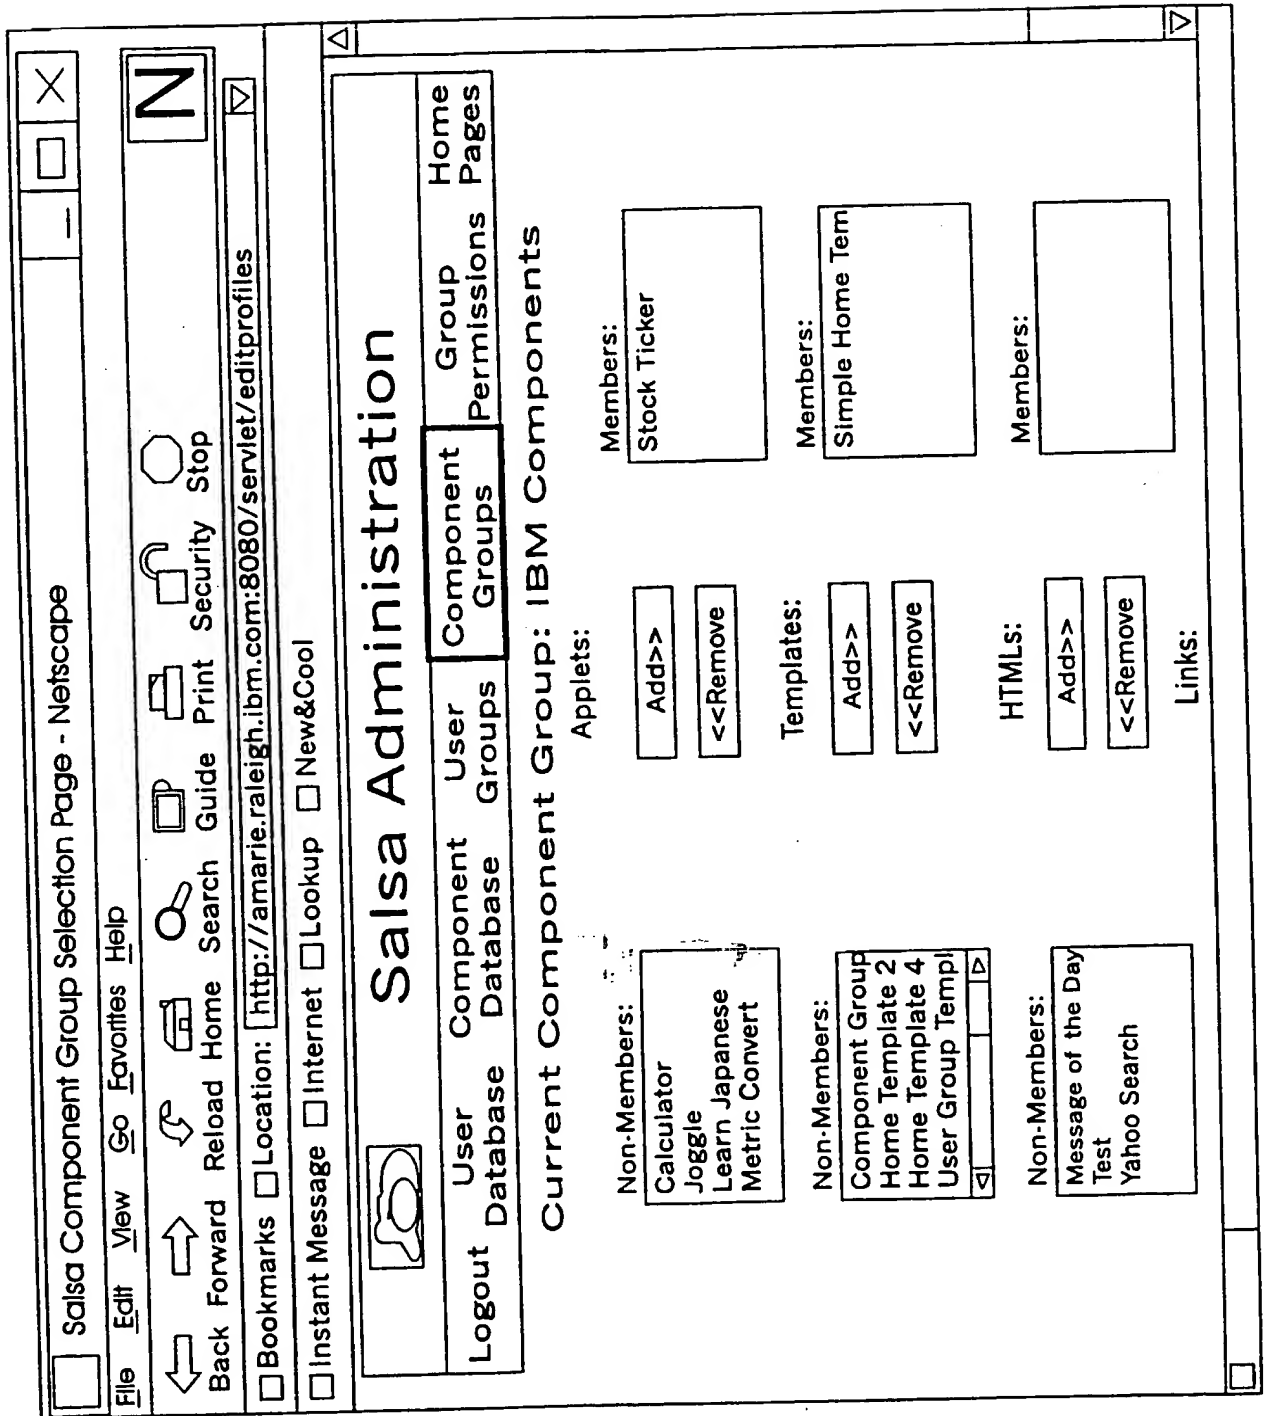 Salsa Component Group Selection Page - Netscape
File Edit View Go Favorites Help
N
Back Forward Reload Home Search Guide Print Security Stop
Bookmarks Location: http://amarie.raleigh.ibm.com:8080/servlet/editprofiles
Instant Message Internet Lookup New&Cool
Salsa Administration
Logout User Database Component Database User Groups Component Groups Group Permissions Home Pages
Current Component Group: IBM Components
Applets:
Non-Members: Members:
Calculator Add>> Stock Ticker
Joggle
Learn Japanese <<Remove
Metric Convert
Templates:
Non-Members: Members:
Component Group Add>> Simple Home Tem
Home Template 2
Home Template 4 <<Remove
User Group Templ
HTMLs:
Non-Members: Members:
Message of the Day Add>>
Test
Yahoo Search <<Remove
Links: